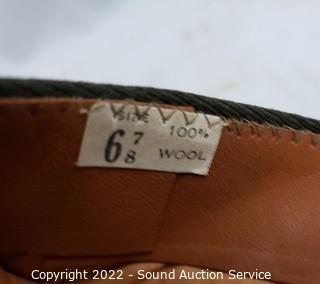 SIZE 100%
6 7/8 WOOL
Copyright 2022 - Sound Auction Service